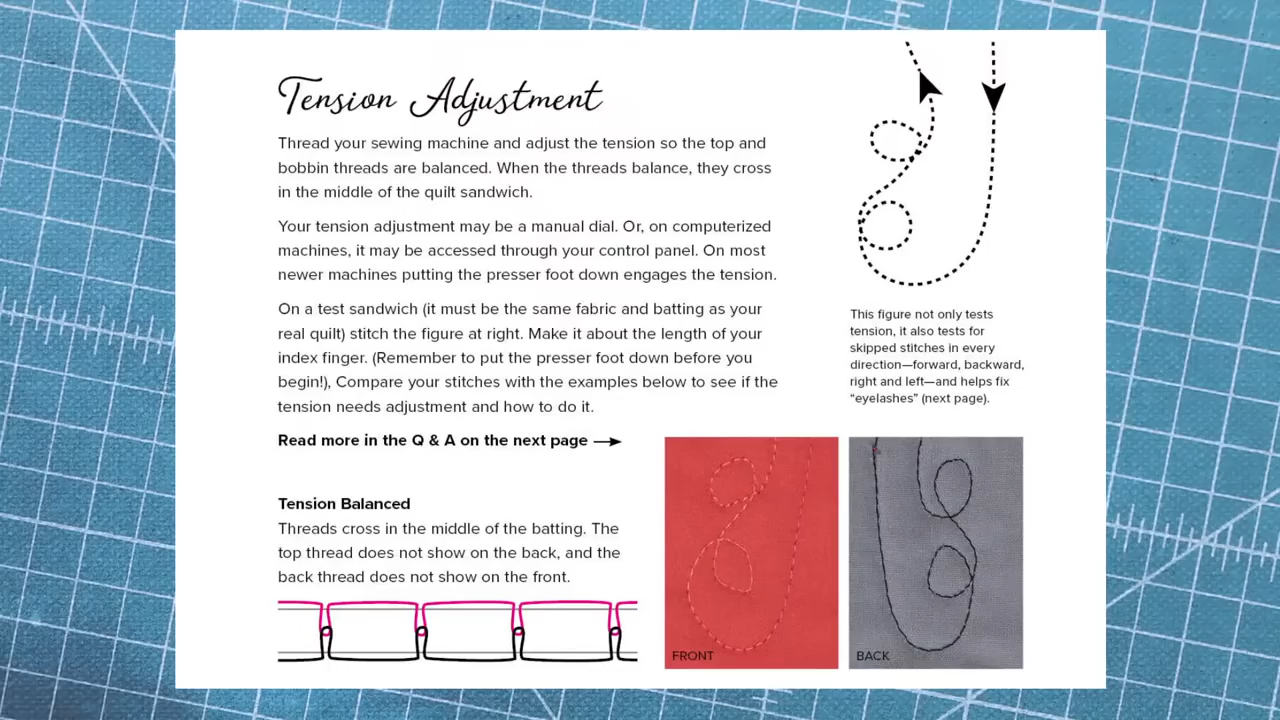 Tension Adjustment
Thread your sewing machine and adjust the tension so the top and
bobbin threads are balanced. When the threads balance, they cross
in the middle of the quilt sandwich.
Your tension adjustment may be a manual dial. Or, on computerized
machines, it may be accessed through your control panel. On most
newer machines putting the presser foot down engages the tension.
On a test sandwich (it must be the same fabric and batting as your
real quilt) stitch the figure at right. Make it about the length of your
index finger. (Remember to put the presser foot down before you
begin!), Compare your stitches with the examples below to see if the
tension needs adjustment and how to do it.
Read more in the Q & A on the next page
This figure not only tests
tension, it also tests for
skipped stitches in every
direction—forward, backward,
right and left—and helps fix
“eyelashes” (next page).
Tension Balanced
Threads cross in the middle of the batting. The
top thread does not show on the back, and the
back thread does not show on the front.
FRONT
BACK